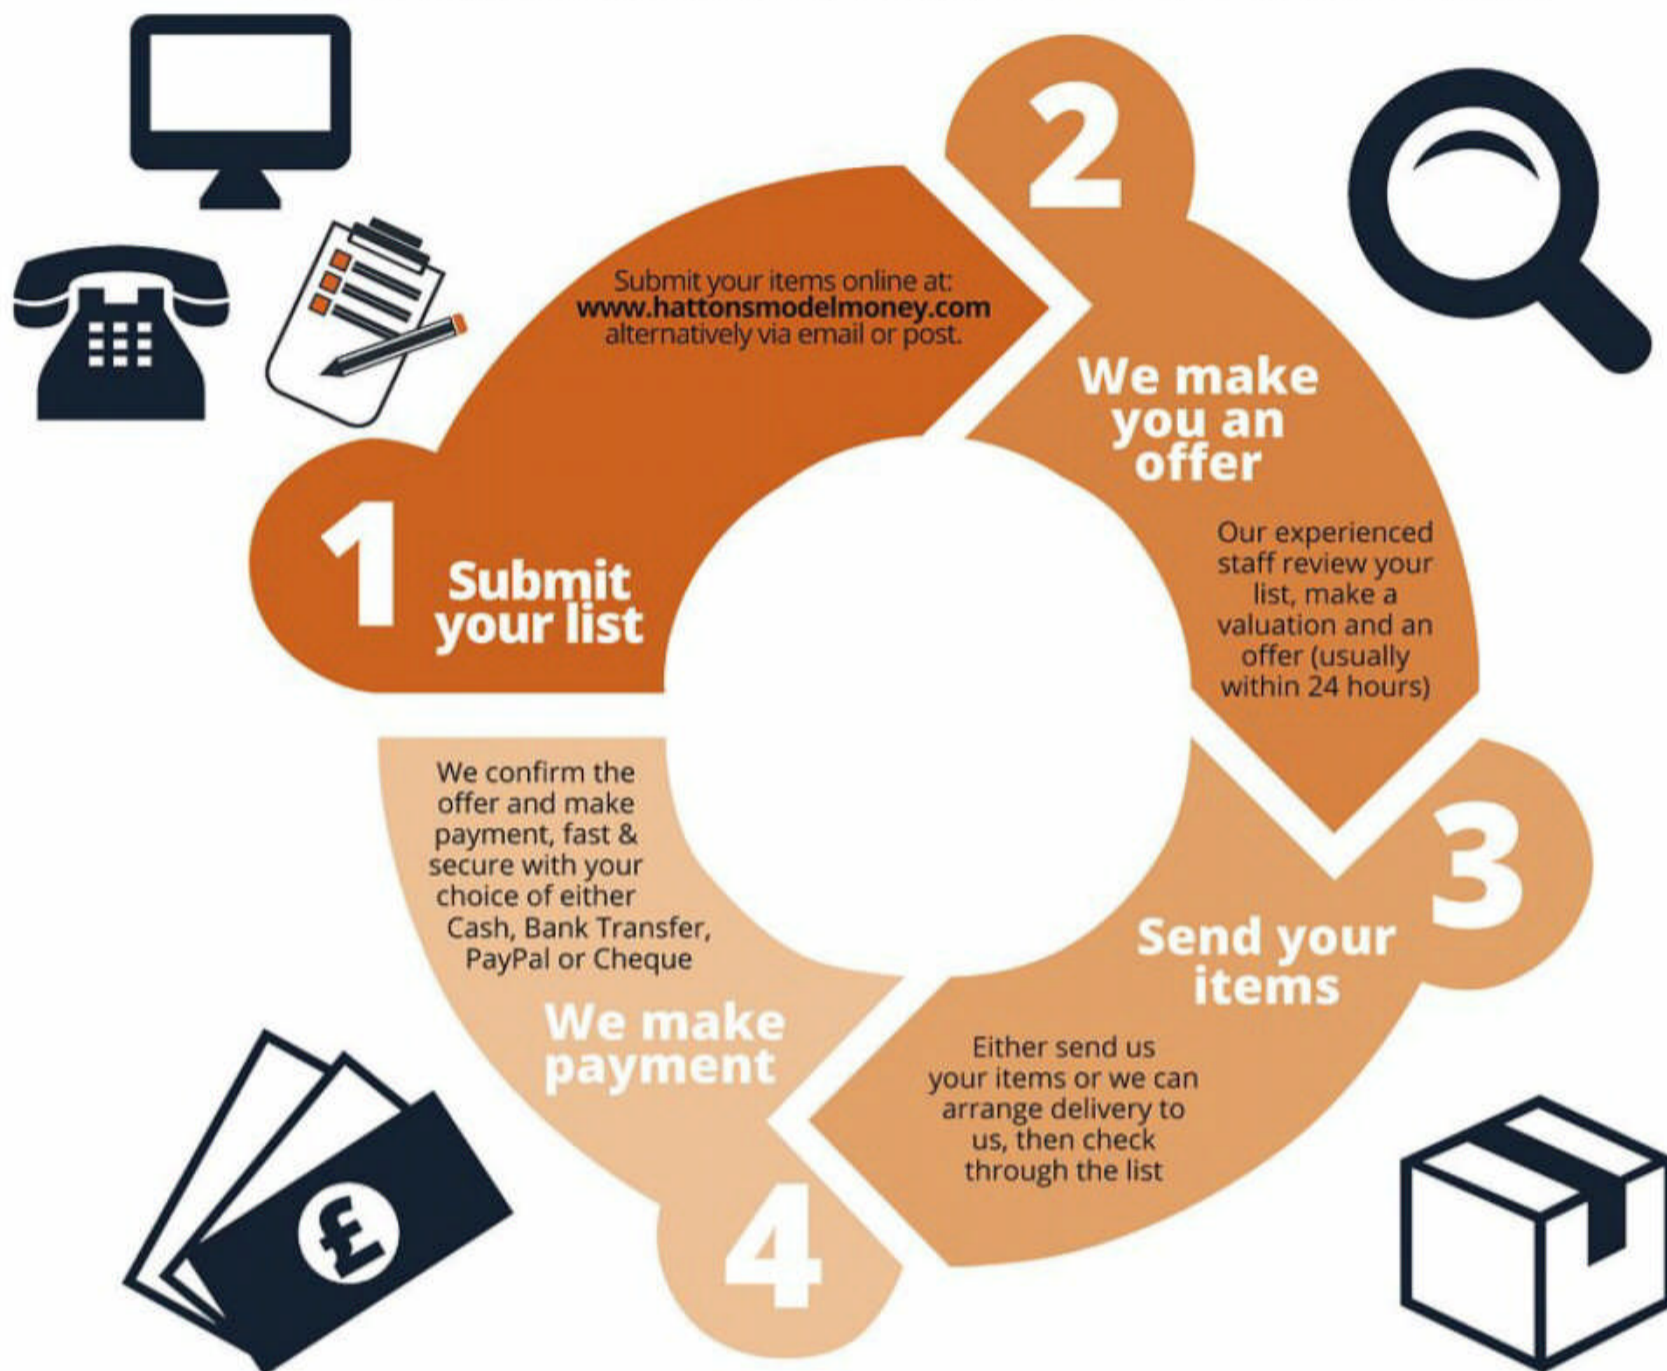 1
Submit
your list
Submit your items online at:
www.hattonsmodelmoney.com
alternatively via email or post.
2
We make
you an
offer
Our experienced
staff review your
list, make a
valuation and an
offer (usually
within 24 hours)
3
Send your
items
Either send us
your items or we can
arrange delivery to
us, then check
through the list
4
We make
payment
We confirm the
offer and make
payment, fast &
secure with your
choice of either
Cash, Bank Transfer,
PayPal or Cheque
£